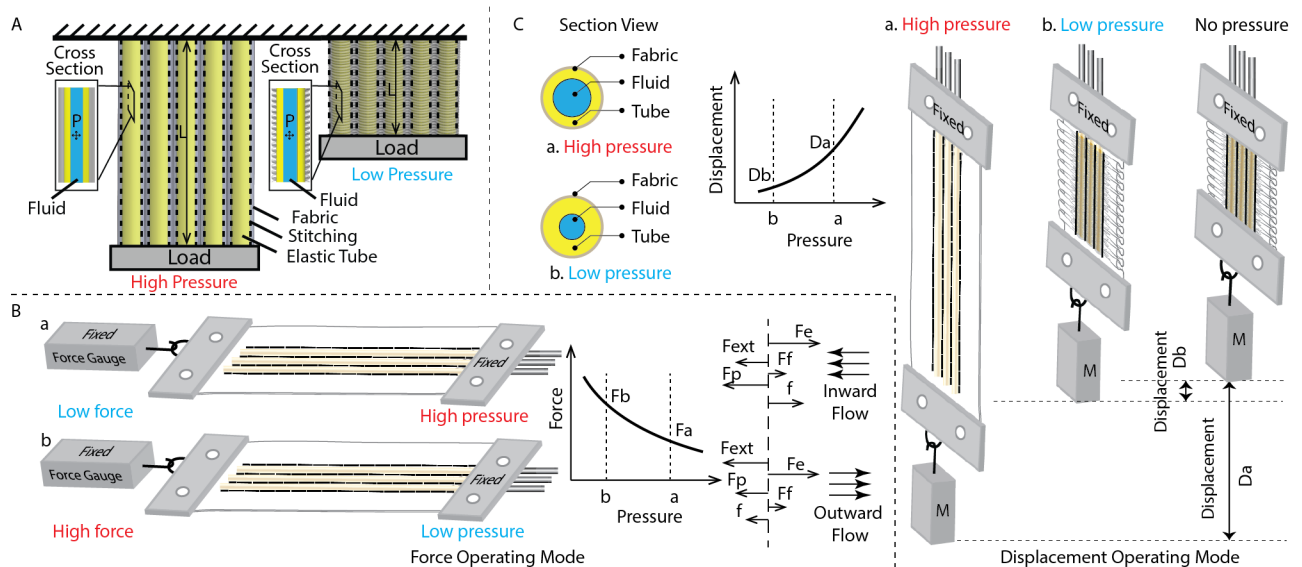 A
Cross
Section
P
Fluid
L
Load
High Pressure
Cross
Section
P
Fluid
Fabric
Stitching
Elastic Tube
L
Load
Low Pressure
C
Section View
Fabric
Fluid
Tube
a. High pressure
Fabric
Fluid
Tube
b. Low pressure
Displacement
Db
Da
b
a
Pressure
a. High pressure
b. Low pressure
No pressure
Fixed
Fixed
Fixed
M
M
M
Displacement
Db
Displacement
Da
Displacement Operating Mode
B
a
Fixed
Force Gauge
Fixed
Low force
High pressure
b
Fixed
Force Gauge
Fixed
High force
Low pressure
Force
Fb
Fa
b
a
Pressure
Fe
Fext
Ff
Fp
f
Inward
Flow
Fext
Fe
Fp
Ff
f
Outward
Flow
Force Operating Mode